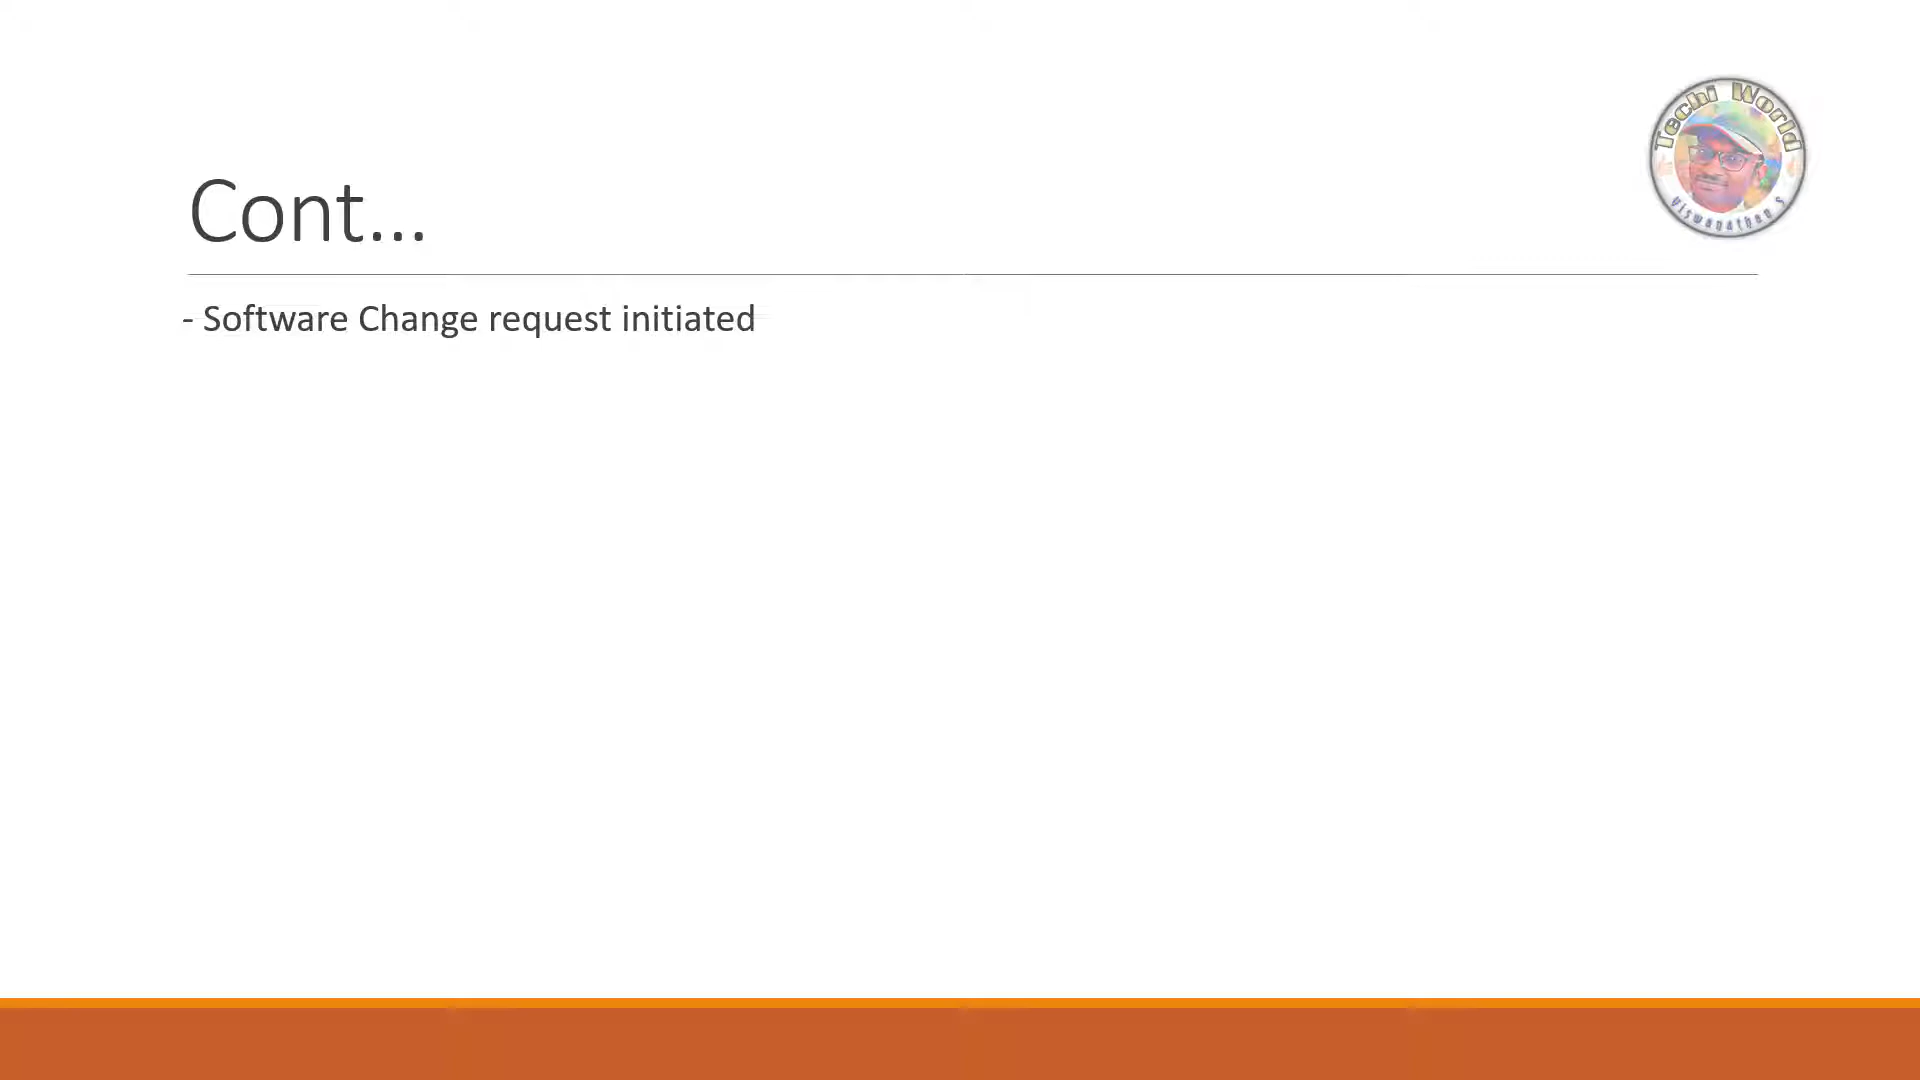 Techi World
Viswanathan S
Cont...
- Software Change request initiated